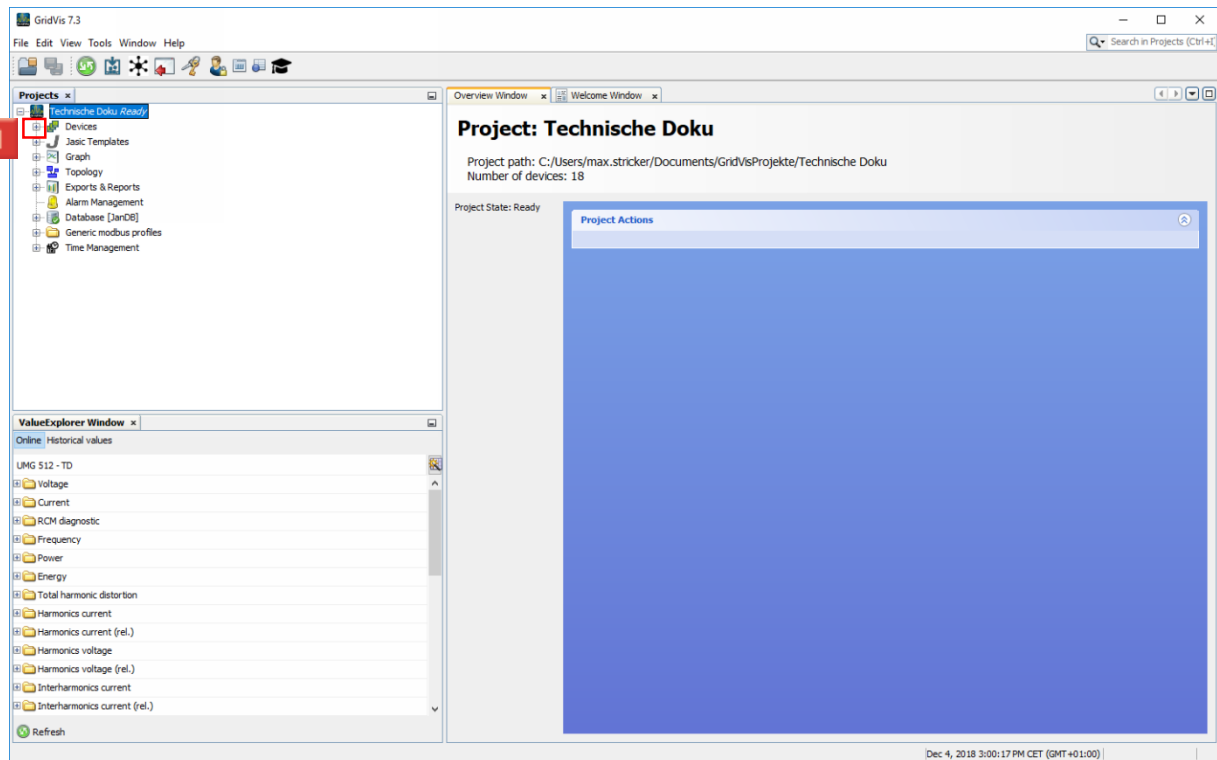 GridVis 7.3
File Edit View Tools Window Help
Search in Projects (Ctrl+I
Projects
Technische Doku Ready
Devices
Jasic Templates
Graph
Topology
Exports & Reports
Alarm Management
Database [JanDB]
Generic modbus profiles
Time Management
ValueExplorer Window
Online Historical values
UMG 512 - TD
Voltage
Current
RCM diagnostic
Frequency
Power
Energy
Total harmonic distortion
Harmonics current
Harmonics current (rel.)
Harmonics voltage
Harmonics voltage (rel.)
Interharmonics current
Interharmonics current (rel.)
Refresh
Overview Window Welcome Window
Project: Technische Doku
Project path: C:/Users/max.stricker/Documents/GridVisProjekte/Technische Doku
Number of devices: 18
Project State: Ready
Project Actions
Dec 4, 2018 3:00:17 PM CET (GMT+01:00)